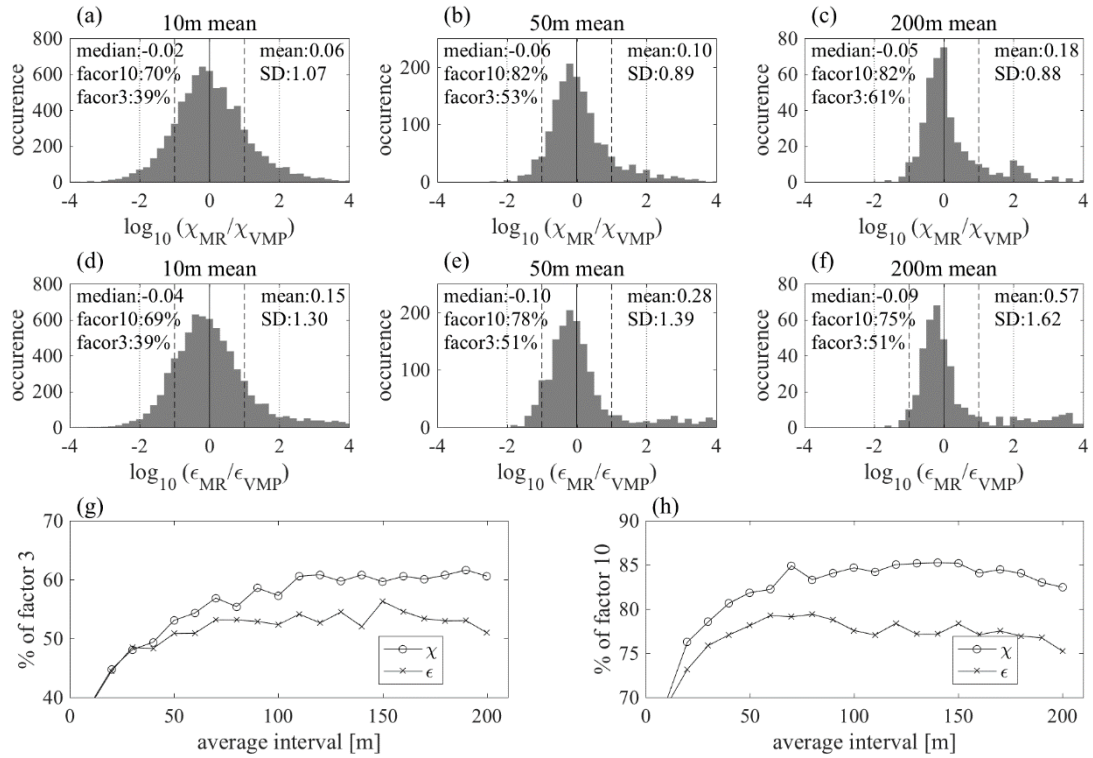 (a)
10m mean
median:-0.02
mean:0.06
facor10:70%
SD:1.07
facor3:39%
800
600
400
200
0
occurence
-4 -2 0 2 4
log10 (χMR/χVMP)
(b)
50m mean
median:-0.06
mean:0.10
facor10:82%
SD:0.89
facor3:53%
200
100
0
occurence
-4 -2 0 2 4
log10 (χMR/χVMP)
(c)
200m mean
median:-0.05
mean:0.18
facor10:82%
SD:0.88
facor3:61%
80
60
40
20
0
occurence
-4 -2 0 2 4
log10 (χMR/χVMP)
(d)
10m mean
median:-0.04
mean:0.15
facor10:69%
SD:1.30
facor3:39%
800
600
400
200
0
occurence
-4 -2 0 2 4
log10 (ϵMR/ϵVMP)
(e)
50m mean
median:-0.10
mean:0.28
facor10:78%
SD:1.39
facor3:51%
200
100
0
occurence
-4 -2 0 2 4
log10 (ϵMR/ϵVMP)
(f)
200m mean
median:-0.09
mean:0.57
facor10:75%
SD:1.62
facor3:51%
80
60
40
20
0
occurence
-4 -2 0 2 4
log10 (ϵMR/ϵVMP)
(g)
70
60
50
40
% of factor 3
χ
ϵ
0 50 100 150 200
average interval [m]
(h)
90
85
80
75
70
% of factor 10
χ
ϵ
0 50 100 150 200
average interval [m]